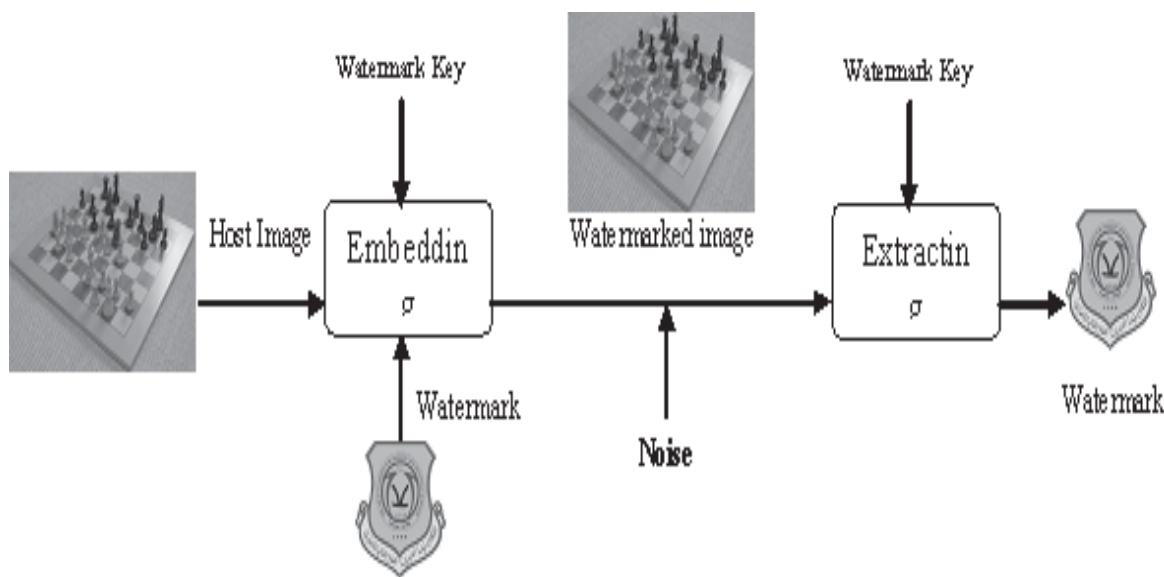 Watermark Key
Watermark Key
Host Image
Watermarked image
Embeddin
σ
Extractin
σ
Watermark
Noise
Watermark